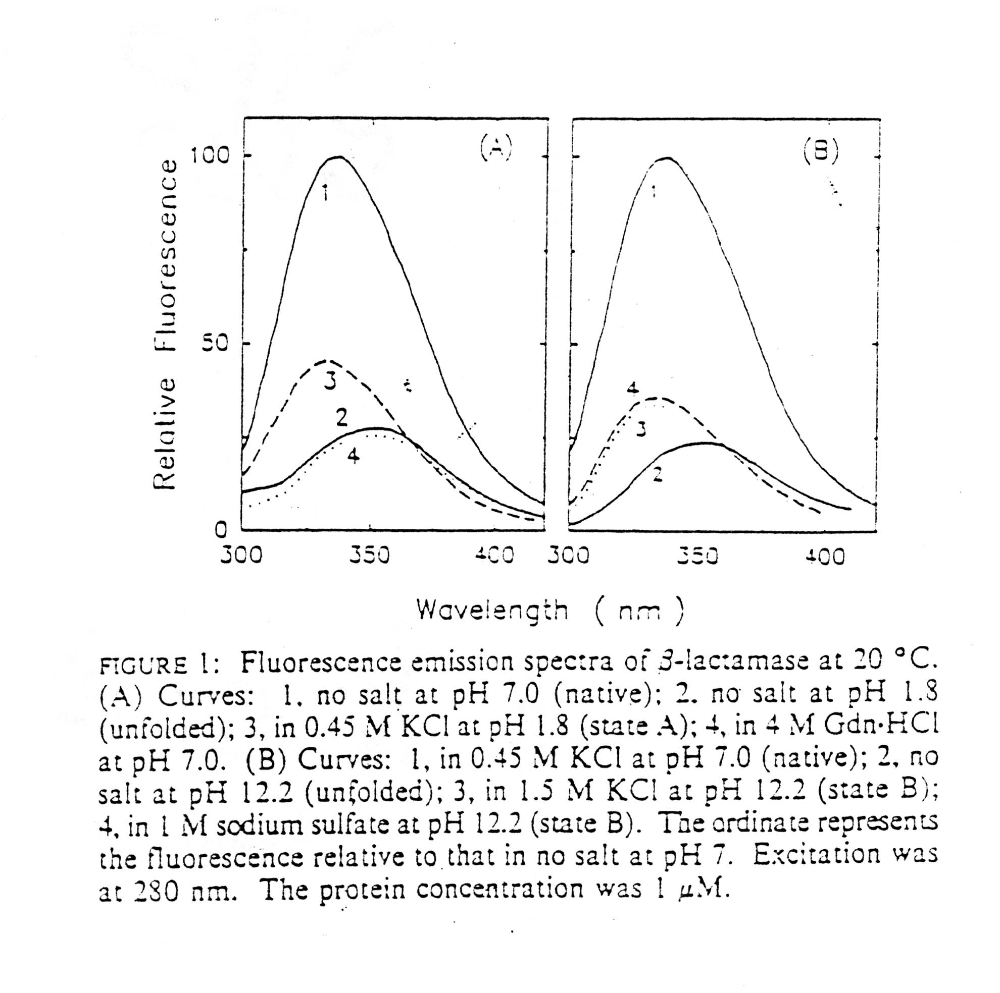 (A)
(B)
100
50
0
Relative Fluorescence
1
3
2
4
1
4
3
2
300 350 400 300 350 400
Wavelength ( nm )
FIGURE 1: Fluorescence emission spectra of β-lactamase at 20 °C.
(A) Curves: 1, no salt at pH 7.0 (native); 2, no salt at pH 1.8
(unfolded); 3, in 0.45 M KCl at pH 1.8 (state A); 4, in 4 M Gdn·HCl
at pH 7.0. (B) Curves: 1, in 0.45 M KCl at pH 7.0 (native); 2, no
salt at pH 12.2 (unfolded); 3, in 1.5 M KCl at pH 12.2 (state B);
4, in 1 M sodium sulfate at pH 12.2 (state B). The ordinate represents
the fluorescence relative to that in no salt at pH 7. Excitation was
at 280 nm. The protein concentration was 1 μM.